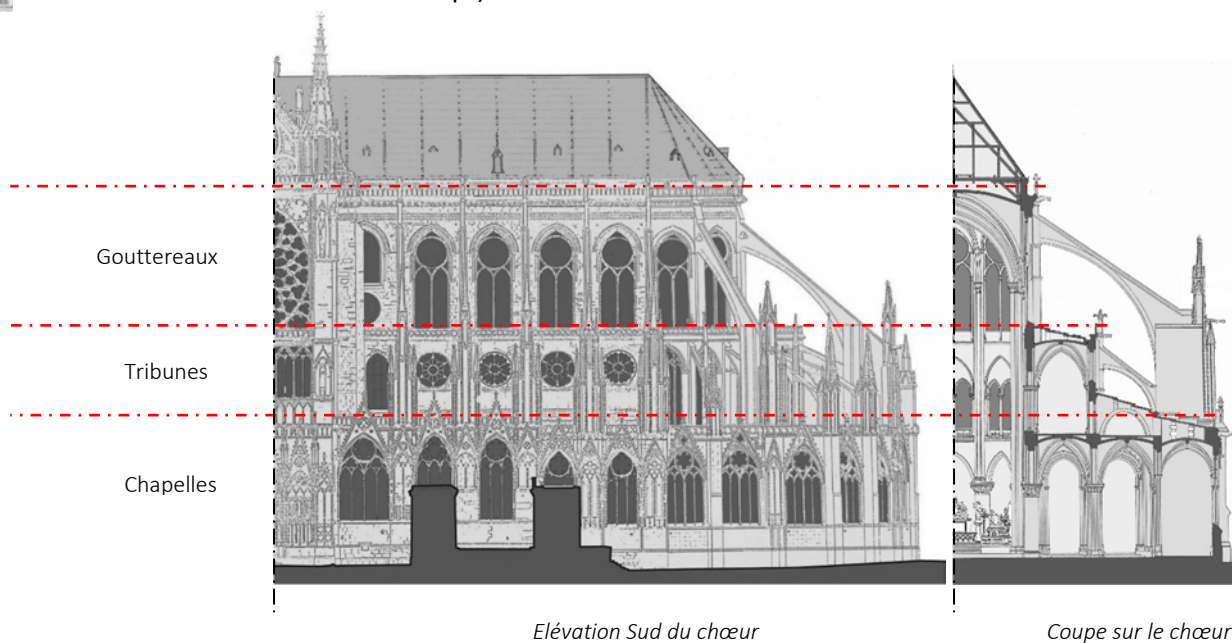 Gouttereaux
Tribunes
Chapelles
Elévation Sud du chœur
Coupe sur le chœur